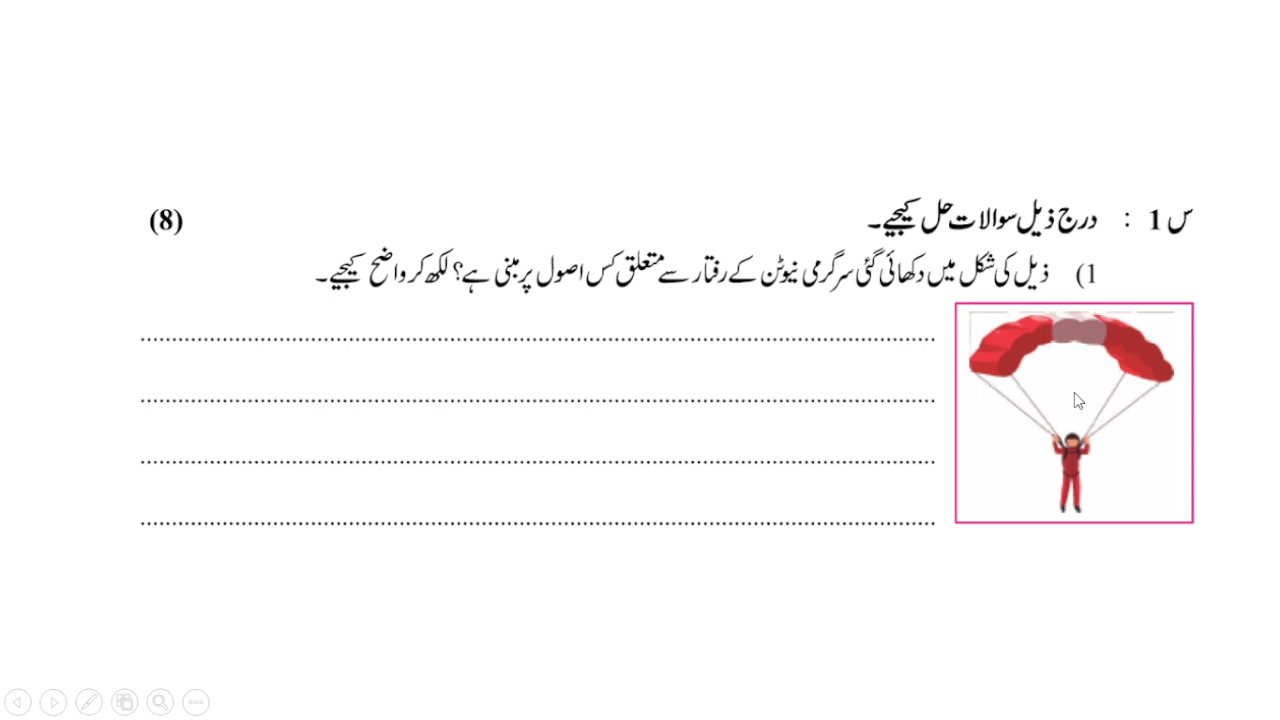 س 1 : درج ذیل سوالات حل کیجیے۔ (8)
1) ذیل کی شکل میں دکھائی گئی سرگرمی نیوٹن کے رفتار سے متعلق کس اصول پر مبنی ہے؟ لکھ کر واضح کیجیے۔